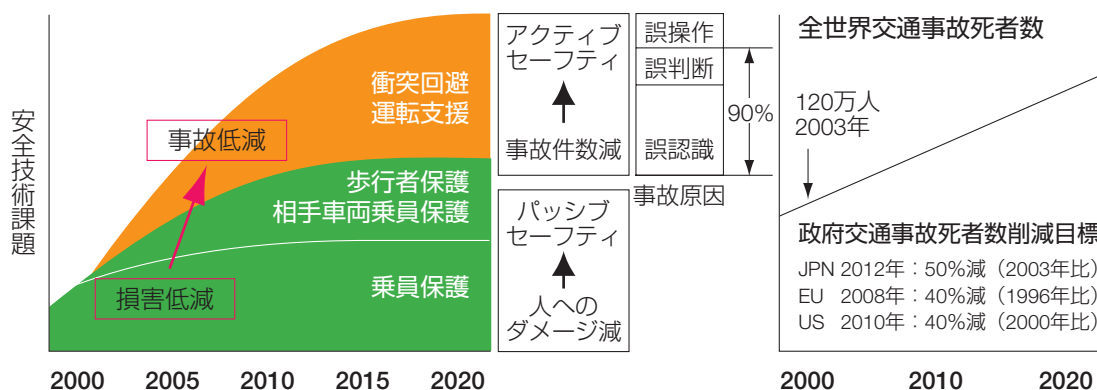 安全技術課題
衝突回避
運転支援
事故低減
歩行者保護
相手車両乗員保護
損害低減
乗員保護
2000 2005 2010 2015 2020
アクティブ
セーフティ
事故件数減
パッシブ
セーフティ
人への
ダメージ減
誤操作
誤判断
誤認識
90%
事故原因
全世界交通事故死者数
120万人
2003年
政府交通事故死者数削減目標
JPN 2012年：50%減（2003年比）
EU 2008年：40%減（1996年比）
US 2010年：40%減（2000年比）
2000 2010 2020